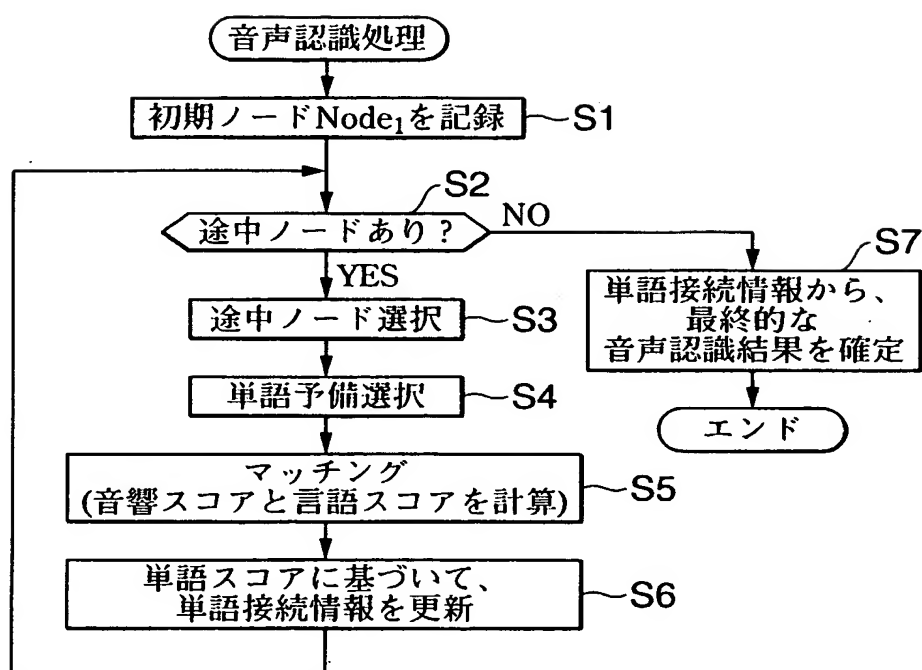 音声認識処理
初期ノードNode₁を記録
S1
S2
途中ノードあり？
NO
YES
S7
単語接続情報から、
最終的な
音声認識結果を確定
途中ノード選択
S3
単語予備選択
S4
エンド
マッチング
(音響スコアと言語スコアを計算)
S5
単語スコアに基づいて、
単語接続情報を更新
S6